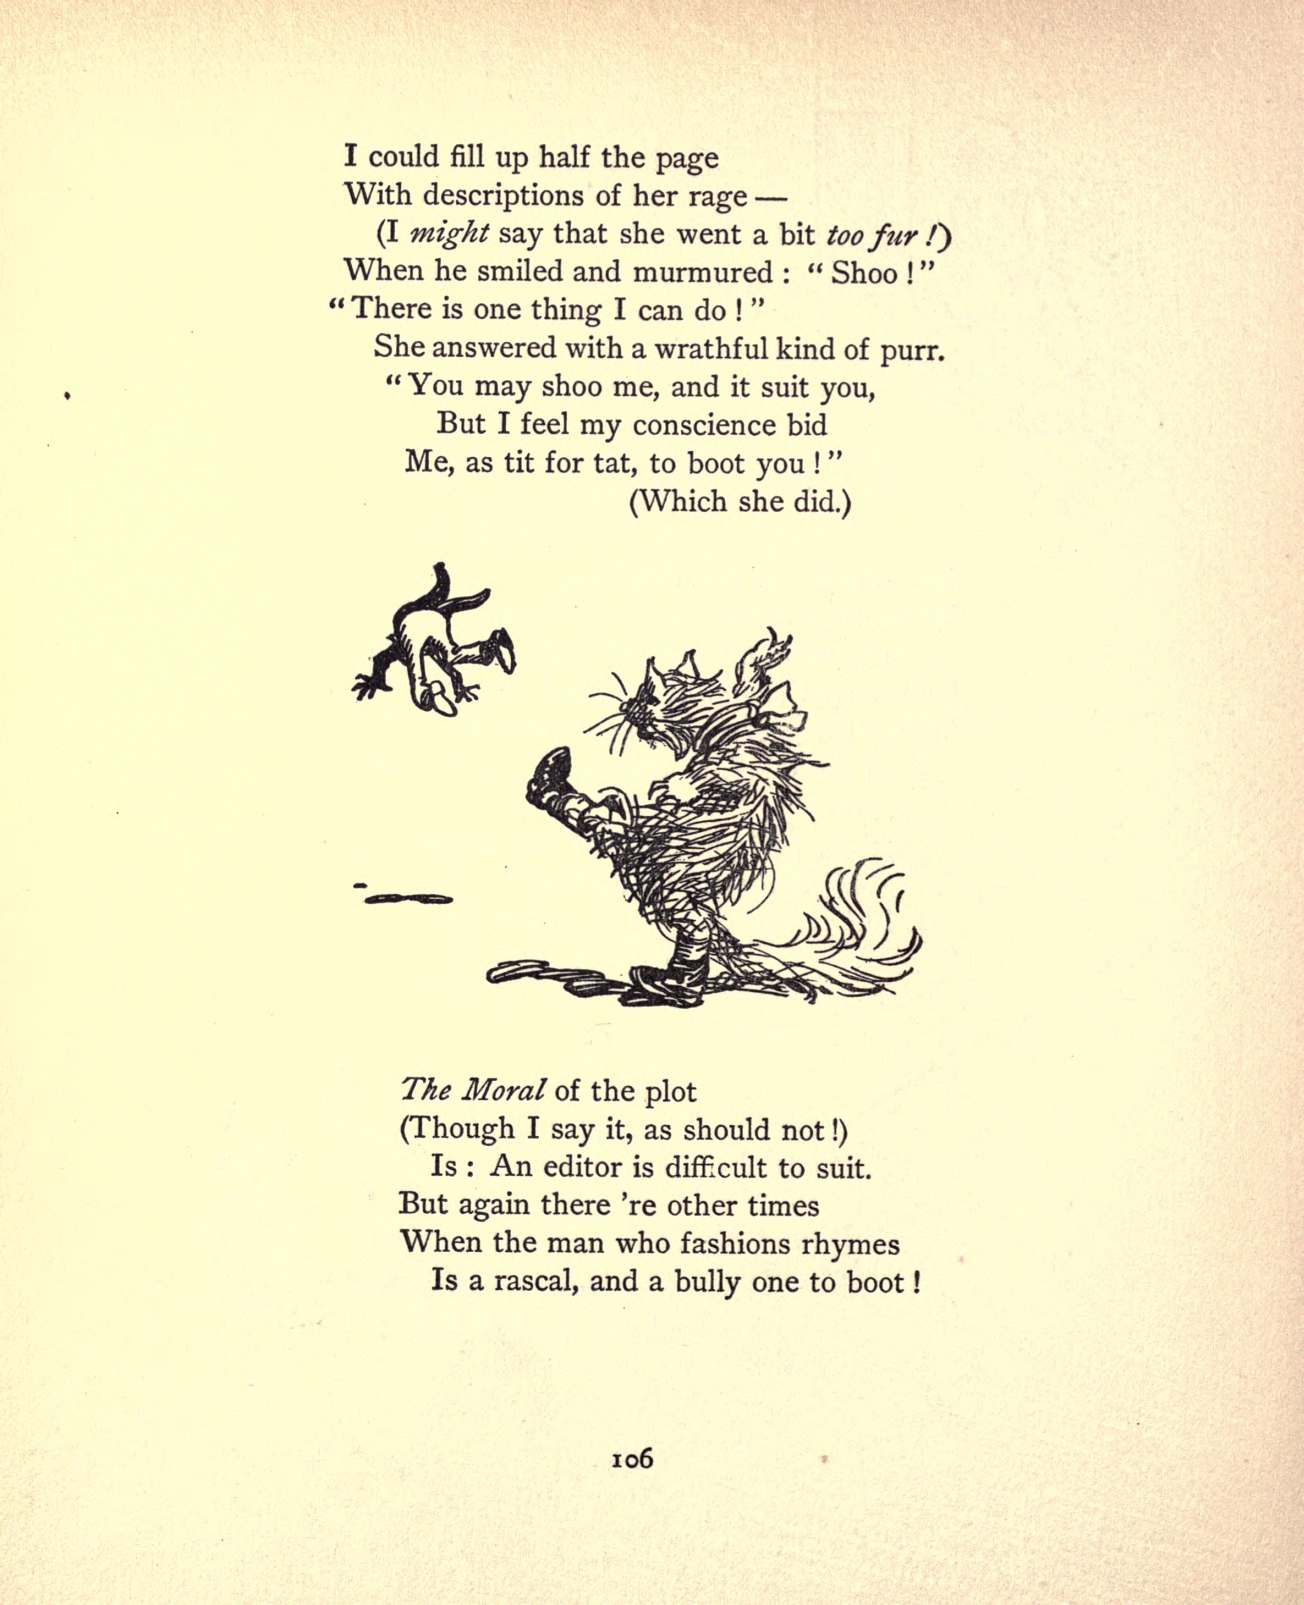 I could fill up half the page
With descriptions of her rage —
(I might say that she went a bit too fur !)
When he smiled and murmured : “ Shoo ! ”
“ There is one thing I can do ! ”
She answered with a wrathful kind of purr.
“ You may shoo me, and it suit you,
But I feel my conscience bid
Me, as tit for tat, to boot you ! ”
(Which she did.)
The Moral of the plot
(Though I say it, as should not !)
Is : An editor is difficult to suit.
But again there ’re other times
When the man who fashions rhymes
Is a rascal, and a bully one to boot !
106